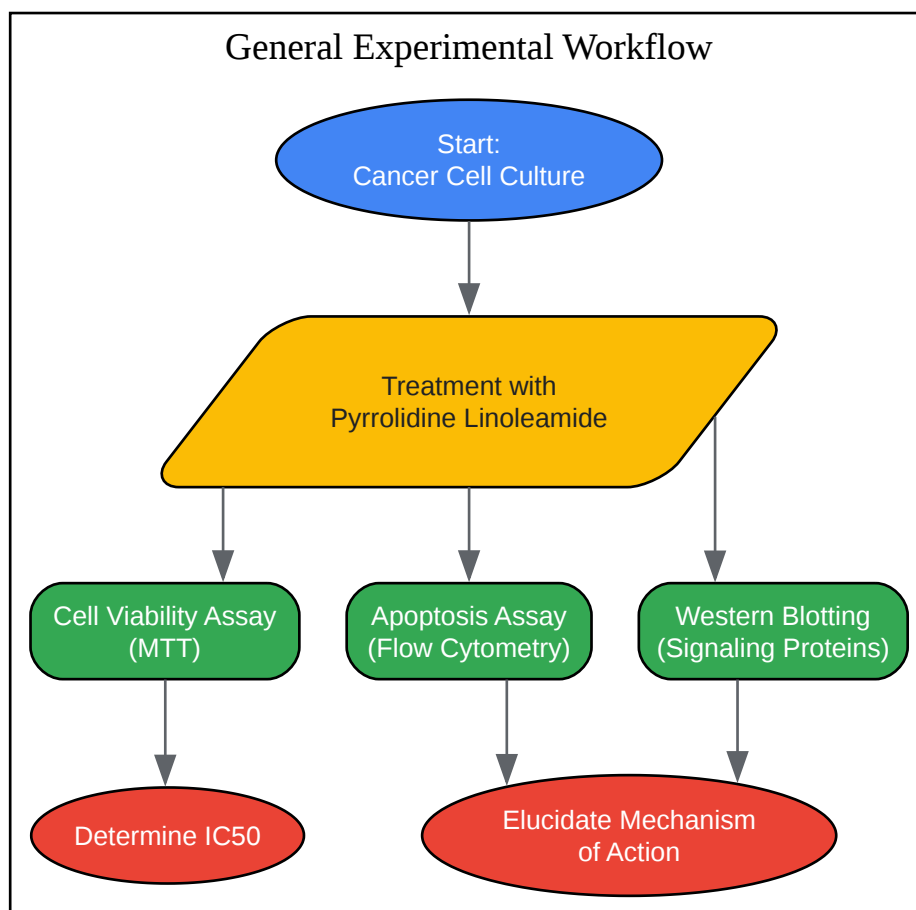 General Experimental Workflow
Start:
Cancer Cell Culture
Treatment with
Pyrrolidine Linoleamide
Cell Viability Assay
(MTT)
Apoptosis Assay
(Flow Cytometry)
Western Blotting
(Signaling Proteins)
Determine IC50
Elucidate Mechanism
of Action